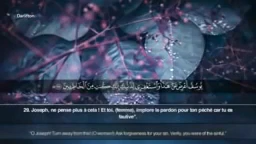 DarElNom
يُوسُفُ أَعْرِضْ عَنْ هَٰذَا وَاسْتَغْفِرِي لِذَنبِكِ إِنَّكِ كُنتِ مِنَ الْخَاطِئِينَ
29. Joseph, ne pense plus à cela ! Et toi, (femme), implore le pardon pour ton péché car tu es
fautive".
"O Joseph! Turn away from this! (O woman!) Ask forgiveness for your sin. Verily, you were of the sinful."